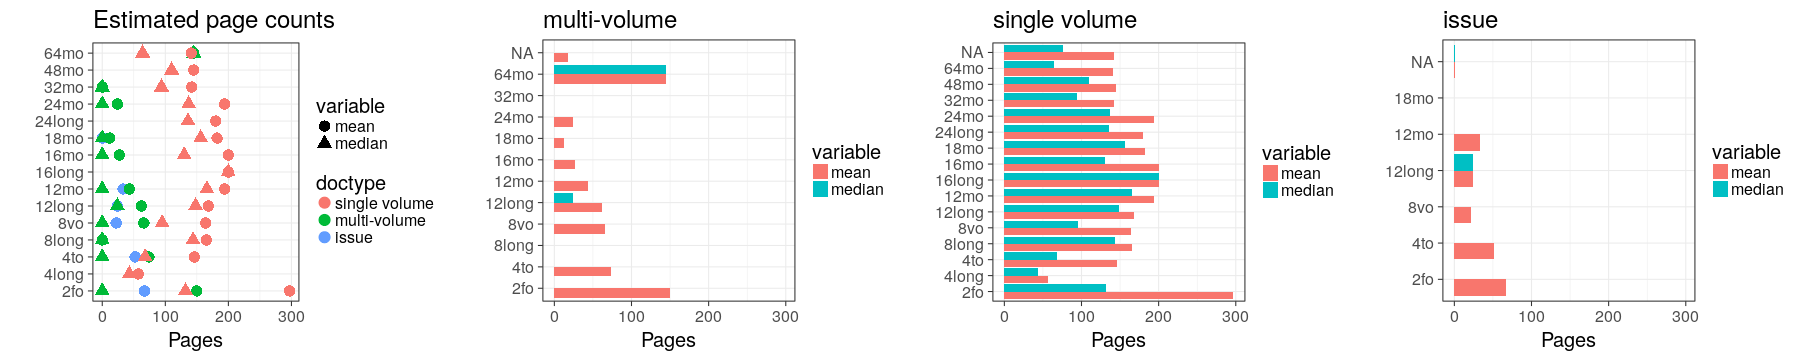 Estimated page counts
64mo
48mo
32mo
24mo
24long
18mo
16mo
16long
12mo
12long
8vo
8long
4to
4long
2fo
0 100 200 300
Pages
variable
mean
median
doctype
single volume
multi-volume
issue
multi-volume
NA
64mo
32mo
24mo
18mo
16mo
12mo
12long
8vo
8long
4to
2fo
0 100 200 300
Pages
variable
mean
median
single volume
NA
64mo
48mo
32mo
24mo
24long
18mo
16mo
16long
12mo
12long
8vo
8long
4to
4long
2fo
0 100 200 300
Pages
variable
mean
median
issue
NA
18mo
12mo
12long
8vo
4to
2fo
0 100 200 300
Pages
variable
mean
median